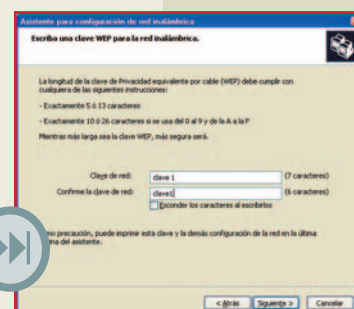 Asistente para configuración de red inalámbrica
Escriba una clave WEP para la red inalámbrica.
La longitud de la clave de Privacidad equivalente por cable (WEP) debe cumplir con
cualquiera de las siguientes instrucciones:
- Exactamente 5 ó 13 caracteres
- Exactamente 10 ó 26 caracteres si se usa del 0 al 9 y de la A a la F
Mientras más larga sea la clave WEP, más segura será.
Clave de red: clave 1 (7 caracteres)
Confirme la clave de red: clave1 (6 caracteres)
Esconder los caracteres al escribirlos
mo precaución, puede imprimir esta clave y la demás configuración de la red en la última
na del asistente.
< Atrás Siguiente > Cancelar